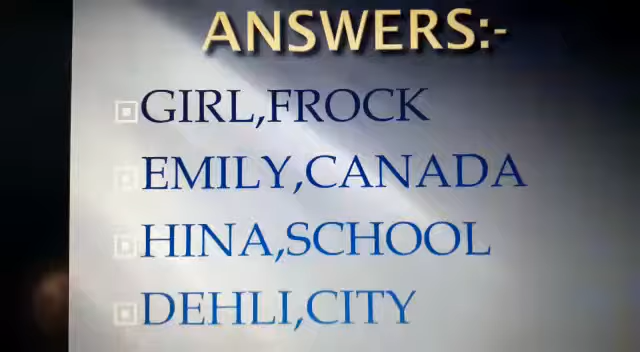 ANSWERS:-
GIRL,FROCK
EMILY,CANADA
HINA,SCHOOL
DEHLI,CITY